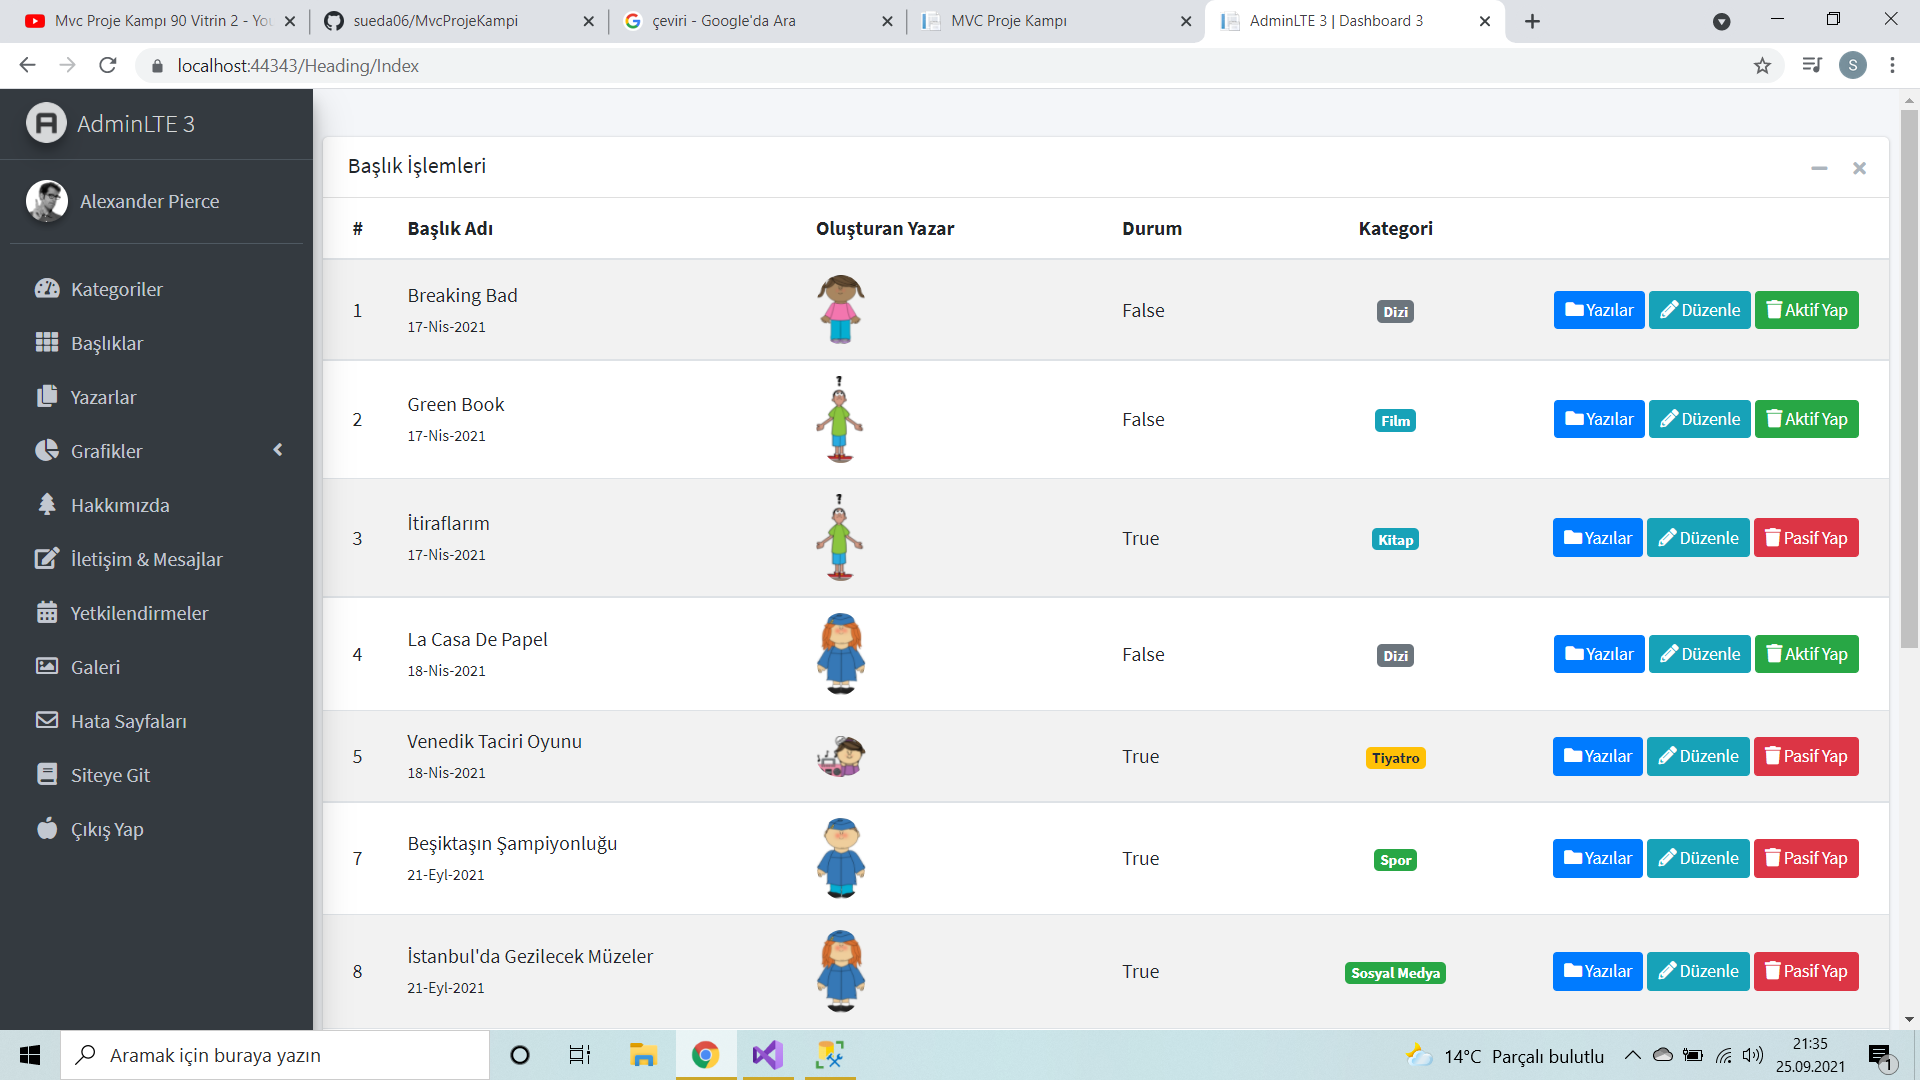 Mvc Proje Kampı 90 Vitrin 2 - You
sueda06/MvcProjeKampi
çeviri - Google'da Ara
MVC Proje Kampı
AdminLTE 3 | Dashboard 3
localhost:44343/Heading/Index
S
AdminLTE 3
Alexander Pierce
Kategoriler
Başlıklar
Yazarlar
Grafikler
Hakkımızda
İletişim & Mesajlar
Yetkilendirmeler
Galeri
Hata Sayfaları
Siteye Git
Çıkış Yap
Başlık İşlemleri
# Başlık Adı Oluşturan Yazar Durum Kategori
1 Breaking Bad False Dizi Yazılar Düzenle Aktif Yap
17-Nis-2021
2 Green Book False Film Yazılar Düzenle Aktif Yap
17-Nis-2021
3 İtiraflarım True Kitap Yazılar Düzenle Pasif Yap
17-Nis-2021
4 La Casa De Papel False Dizi Yazılar Düzenle Aktif Yap
18-Nis-2021
5 Venedik Taciri Oyunu True Tiyatro Yazılar Düzenle Pasif Yap
18-Nis-2021
7 Beşiktaşın Şampiyonluğu True Spor Yazılar Düzenle Pasif Yap
21-Eyl-2021
8 İstanbul'da Gezilecek Müzeler True Sosyal Medya Yazılar Düzenle Pasif Yap
21-Eyl-2021
Aramak için buraya yazın
14°C Parçalı bulutlu
21:35
25.09.2021
1